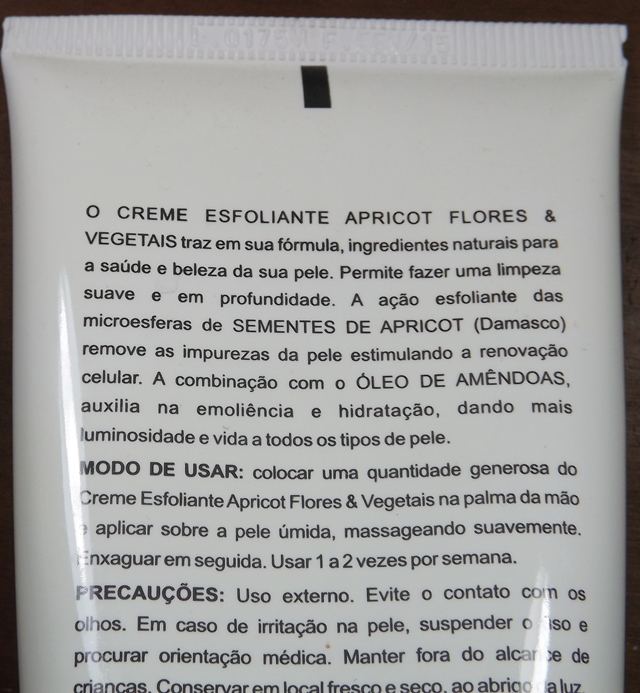 O CREME ESFOLIANTE APRICOT FLORES &
VEGETAIS traz em sua fórmula, ingredientes naturais para
a saúde e beleza da sua pele. Permite fazer uma limpeza
suave e em profundidade. A ação esfoliante das
microesferas de SEMENTES DE APRICOT (Damasco)
remove as impurezas da pele estimulando a renovação
celular. A combinação com o ÓLEO DE AMÊNDOAS,
auxilia na emoliência e hidratação, dando mais
luminosidade e vida a todos os tipos de pele.
MODO DE USAR: colocar uma quantidade generosa do
Creme Esfoliante Apricot Flores & Vegetais na palma da mão
e aplicar sobre a pele úmida, massageando suavemente.
Enxaguar em seguida. Usar 1 a 2 vezes por semana.
PRECAUÇÕES: Uso externo. Evite o contato com os
olhos. Em caso de irritação na pele, suspender o uso e
procurar orientação médica. Manter fora do alcance de
crianças. Conservar em local fresco e seco, ao abrigo da luz